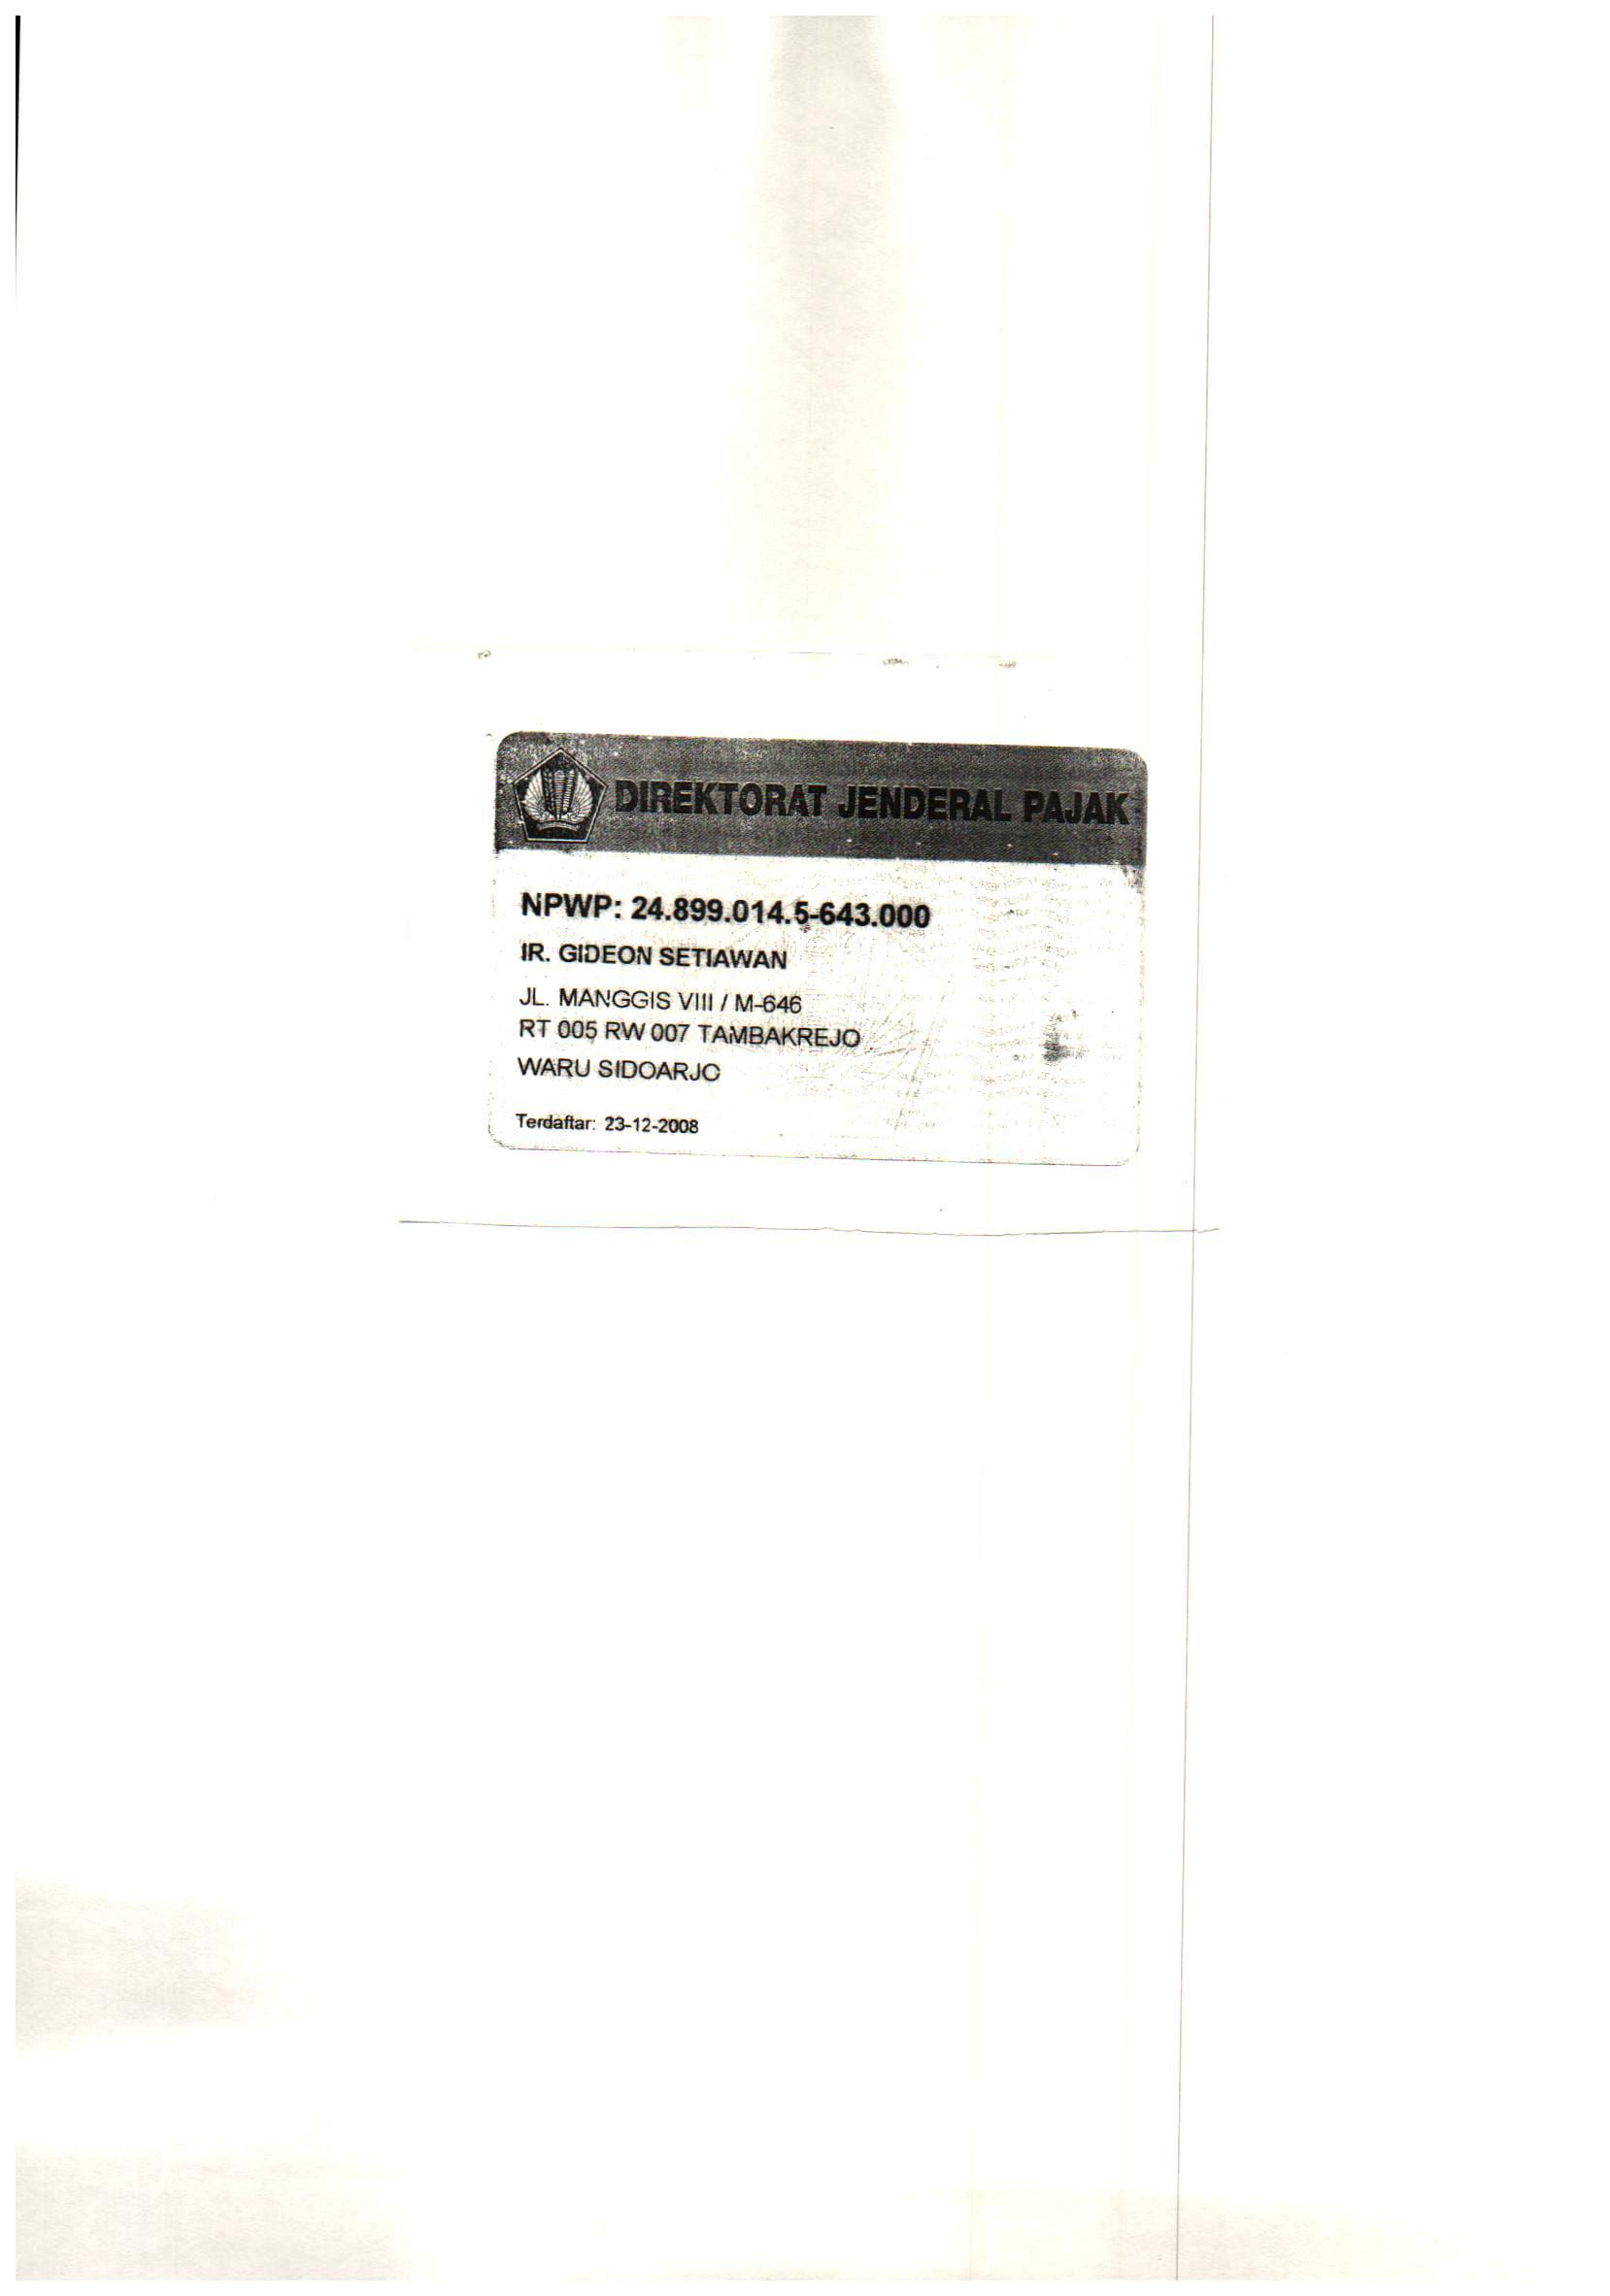 DIREKTORAT JENDERAL PAJAK
NPWP: 24.899.014.5-643.000
IR. GIDEON SETIAWAN
JL. MANGGIS VIII / M-646
RT 005 RW 007 TAMBAKREJO
WARU SIDOARJO
Terdaftar: 23-12-2008